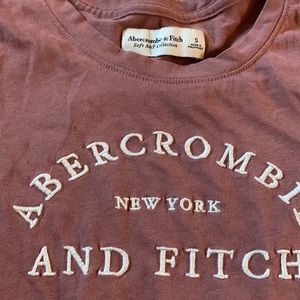 Abercrombie & Fitch
Soft A&F Collection
S
ABERCROMBI
NEW YORK
AND FITCH